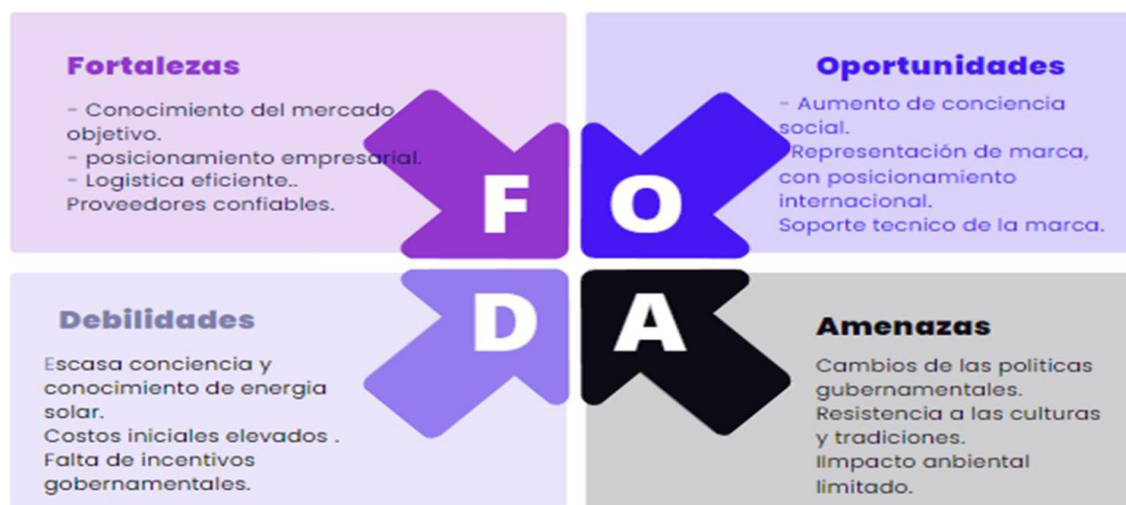 Fortalezas
- Conocimiento del mercado
objetivo.
- posicionamiento empresarial.
- Logistica eficiente..
Proveedores confiables.
F
Oportunidades
- Aumento de conciencia
social.
-Representación de marca,
con posicionamiento
internacional.
Soporte tecnico de la marca.
O
Debilidades
Escasa conciencia y
conocimiento de energia
solar.
Costos iniciales elevados .
Falta de incentivos
gobernamentales.
D
Amenazas
Cambios de las politicas
gubernamentales.
Resistencia a las culturas
y tradiciones.
IImpacto anbiental
limitado.
A